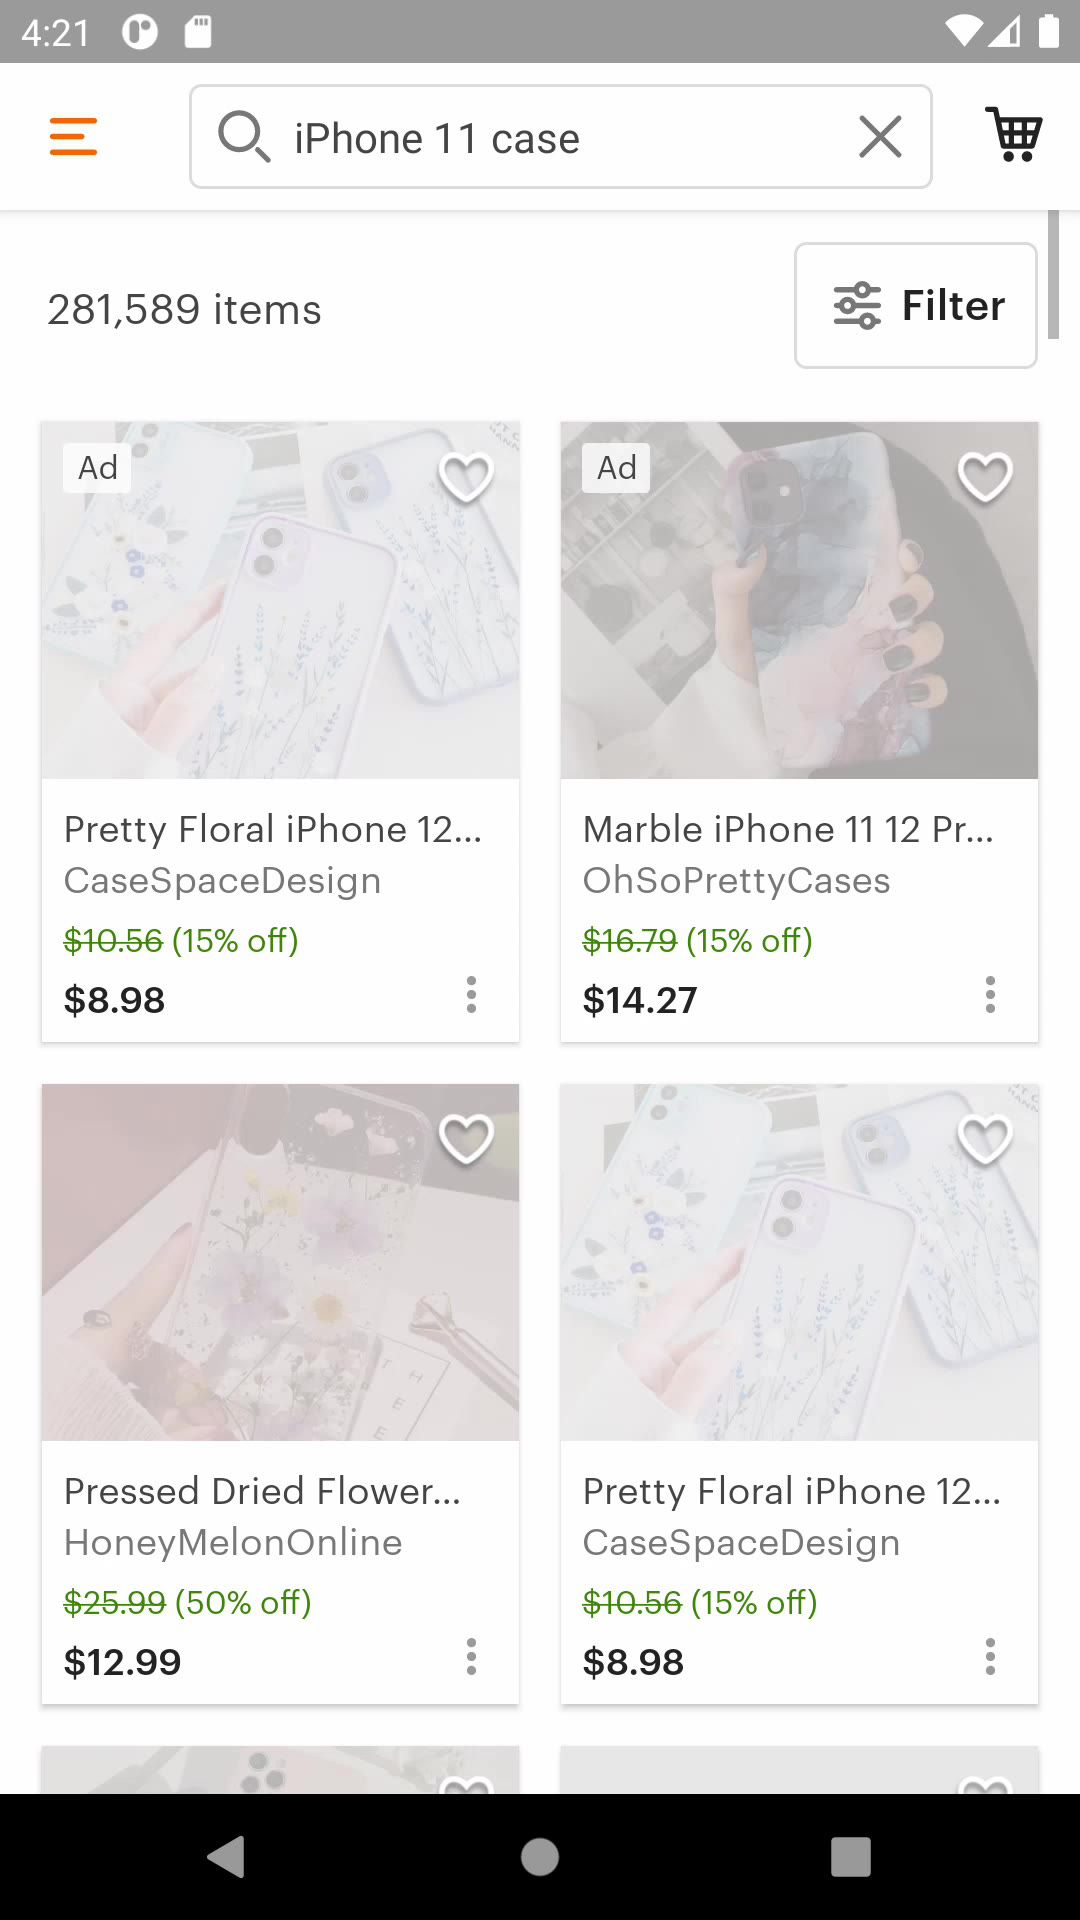 4:21
iPhone 11 case
281,589 items
Filter
Ad
Ad
Pretty Floral iPhone 12...
CaseSpaceDesign
$10.56 (15% off)
$8.98
Marble iPhone 11 12 Pr...
OhSoPrettyCases
$16.79 (15% off)
$14.27
THE
Pressed Dried Flower...
HoneyMelonOnline
$25.99 (50% off)
$12.99
Pretty Floral iPhone 12...
CaseSpaceDesign
$10.56 (15% off)
$8.98